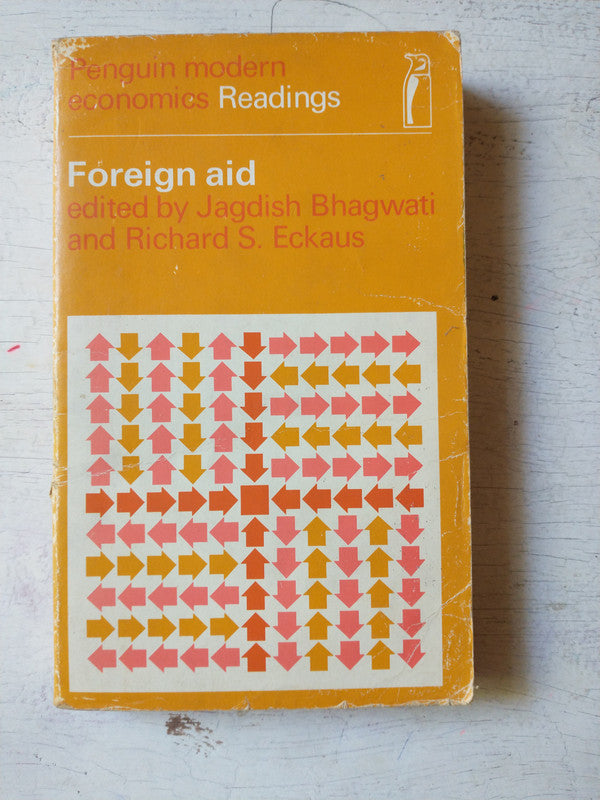 Penguin modern
economics Readings
Foreign aid
edited by Jagdish Bhagwati
and Richard S. Eckaus